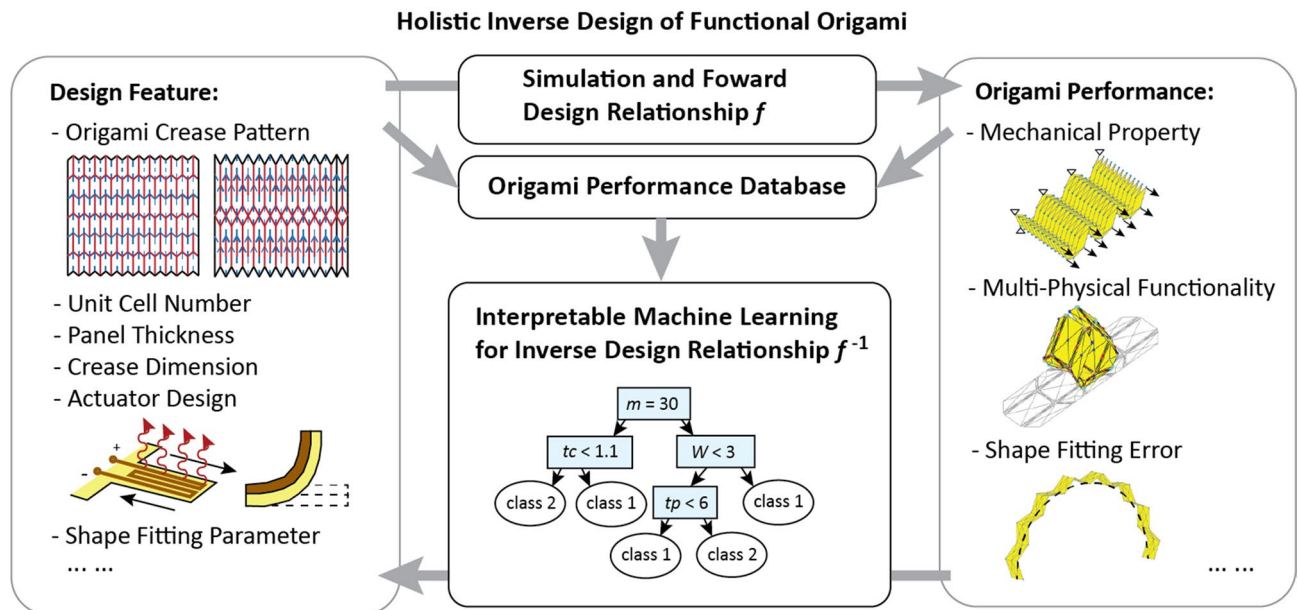 Holistic Inverse Design of Functional Origami
Design Feature:
- Origami Crease Pattern
- Unit Cell Number
- Panel Thickness
- Crease Dimension
- Actuator Design
+
-
- Shape Fitting Parameter
... ...
Simulation and Foward
Design Relationship f
Origami Performance Database
Interpretable Machine Learning
for Inverse Design Relationship f⁻¹
m = 30
tc < 1.1
W < 3
class 2
class 1
tp < 6
class 1
class 1
class 2
Origami Performance:
- Mechanical Property
- Multi-Physical Functionality
- Shape Fitting Error
... ...